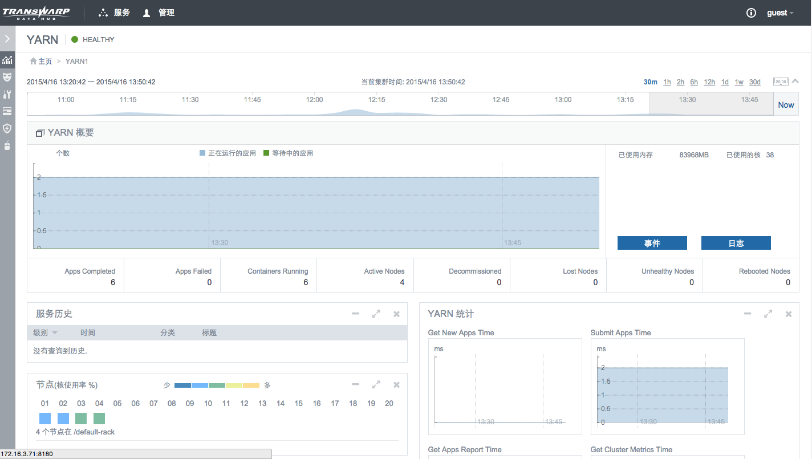 TRANSWARP
DATA HUB
服务
管理
guest
YARN
HEALTHY
主页 > YARN1
2015/4/16 13:20:42 — 2015/4/16 13:50:42
当前集群时间: 2015/4/16 13:50:42
30m 1h 2h 6h 12h 1d 1w 30d
11:00 11:15 11:30 11:45 12:00 12:15 12:30 12:45 13:00 13:15 13:30 13:45
Now
YARN 概要
个数
正在运行的应用 等待中的应用
2
1.5
1
0.5
0
13:30 13:45
已使用内存 83968MB 已使用的核 38
事件 日志
Apps Completed Apps Failed Containers Running Active Nodes Decommissioned Lost Nodes Unhealthy Nodes Rebooted Nodes
6 0 6 4 0 0 0 0
服务历史
级别 时间 分类 标题
没有查询到历史.
节点(核使用率 %)
少 多
01 02 03 04 05 06 07 08 09 10 11 12 13 14 15 16 17 18 19 20
4 个节点在 /default-rack
YARN 统计
Get New Apps Time
ms
13:30 13:45
Submit Apps Time
ms
2
1.5
1
0.5
0
13:30 13:45
Get Apps Report Time
Get Cluster Metrics Time
172.16.3.71:8180